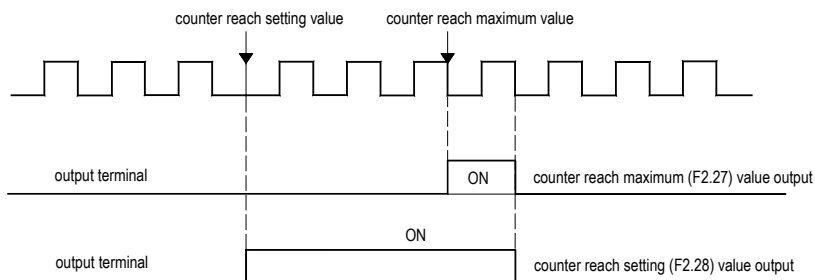 counter reach setting value
counter reach maximum value
output terminal
ON
counter reach maximum (F2.27) value output
ON
output terminal
counter reach setting (F2.28) value output